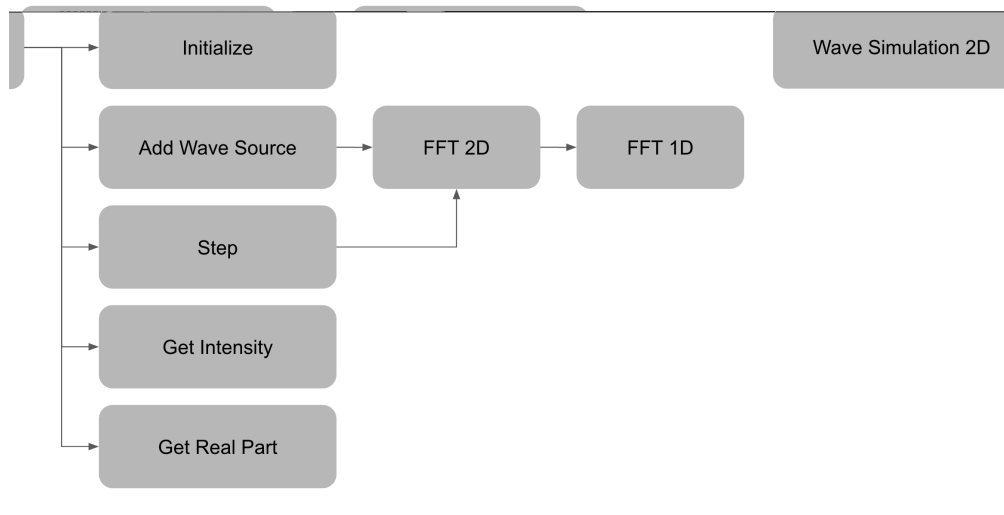 Initialize
Wave Simulation 2D
Add Wave Source
FFT 2D
FFT 1D
Step
Get Intensity
Get Real Part